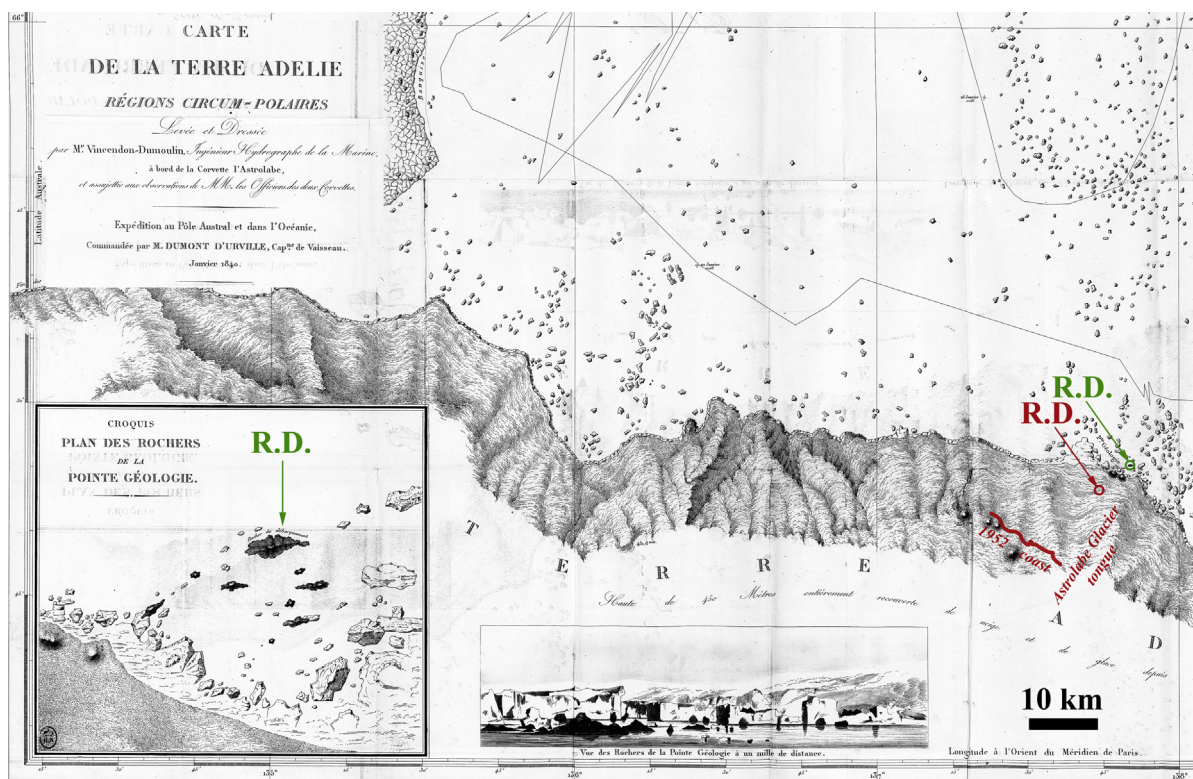 66°
CARTE
DE LA TERRE ADELIE
RÉGIONS CIRCUM-POLAIRES
Levée et Dressée
par Mr. Vincendon-Dumoulin, Ingénieur Hydrographe de la Marine,
à bord de la Corvette l'Astrolabe,
et assujettie aux observations de MM. les Officiers des deux Corvettes.
Expédition au Pôle Austral et dans l'Océanie,
Commandée par M. DUMONT D'URVILLE, Capne. de Vaisseau.
Janvier 1840.
Latitude Australe
R.D.
R.D.
CROQUIS
PLAN DES ROCHERS
DE LA
POINTE GÉOLOGIE.
R.D.
1952 coast
Astrolabe Glacier
tongue
TERRE AD
Haute de 450 Mètres entièrement recouverte de neige et de glace depuis
10 km
Vue des Rochers de la Pointe Géologie à un mille de distance.
Longitude à l'Orient du Méridien de Paris.